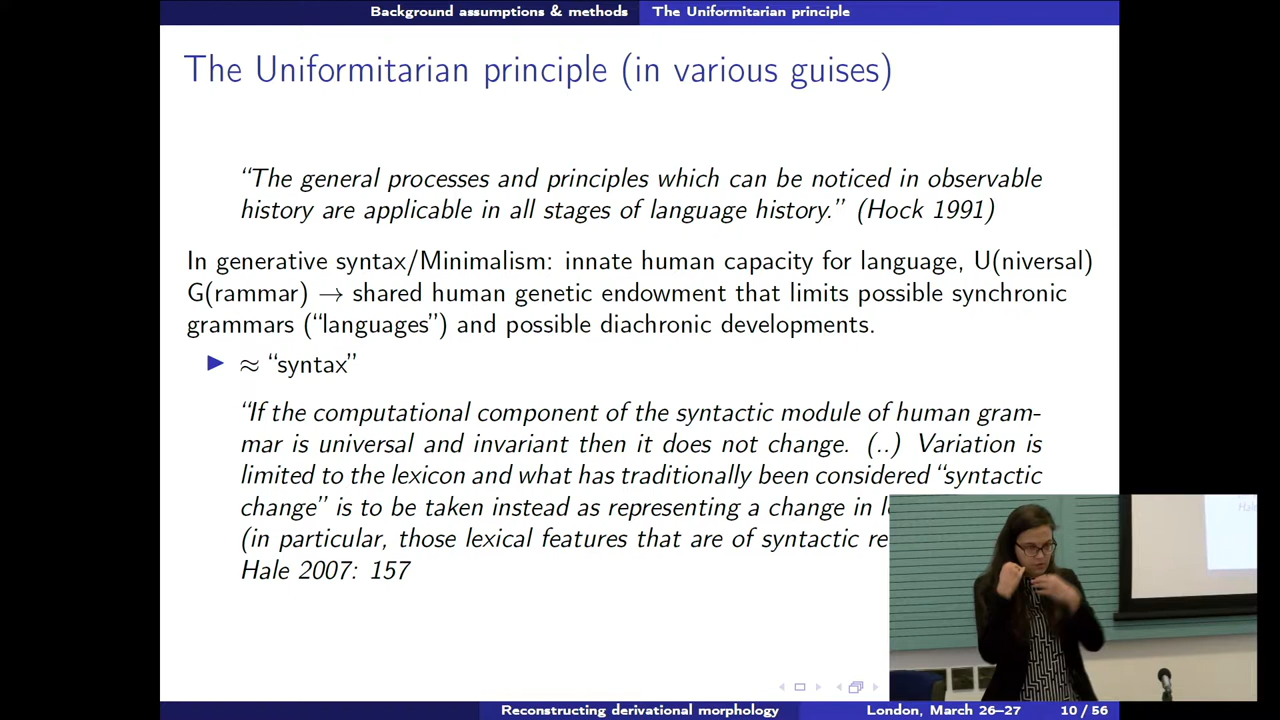 Background assumptions & methods The Uniformitarian principle
The Uniformitarian principle (in various guises)
“The general processes and principles which can be noticed in observable
history are applicable in all stages of language history.” (Hock 1991)
In generative syntax/Minimalism: innate human capacity for language, U(niversal)
G(rammar) → shared human genetic endowment that limits possible synchronic
grammars (“languages”) and possible diachronic developments.
▶ ≈ “syntax”
“If the computational component of the syntactic module of human gram-
mar is universal and invariant then it does not change. (..) Variation is
limited to the lexicon and what has traditionally been considered “syntactic
change” is to be taken instead as representing a change in
(in particular, those lexical features that are of syntactic
Hale 2007: 157
Reconstructing derivational morphology London, March 26–27 10 / 56